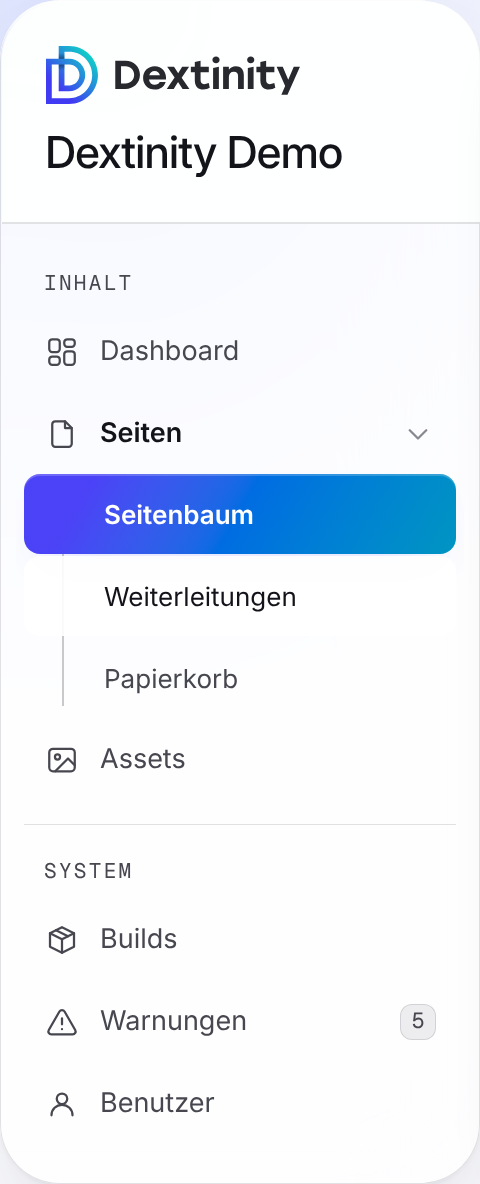 Dextinity
Dextinity Demo
INHALT
Dashboard
Seiten
Seitenbaum
Weiterleitungen
Papierkorb
Assets
SYSTEM
Builds
Warnungen 5
Benutzer